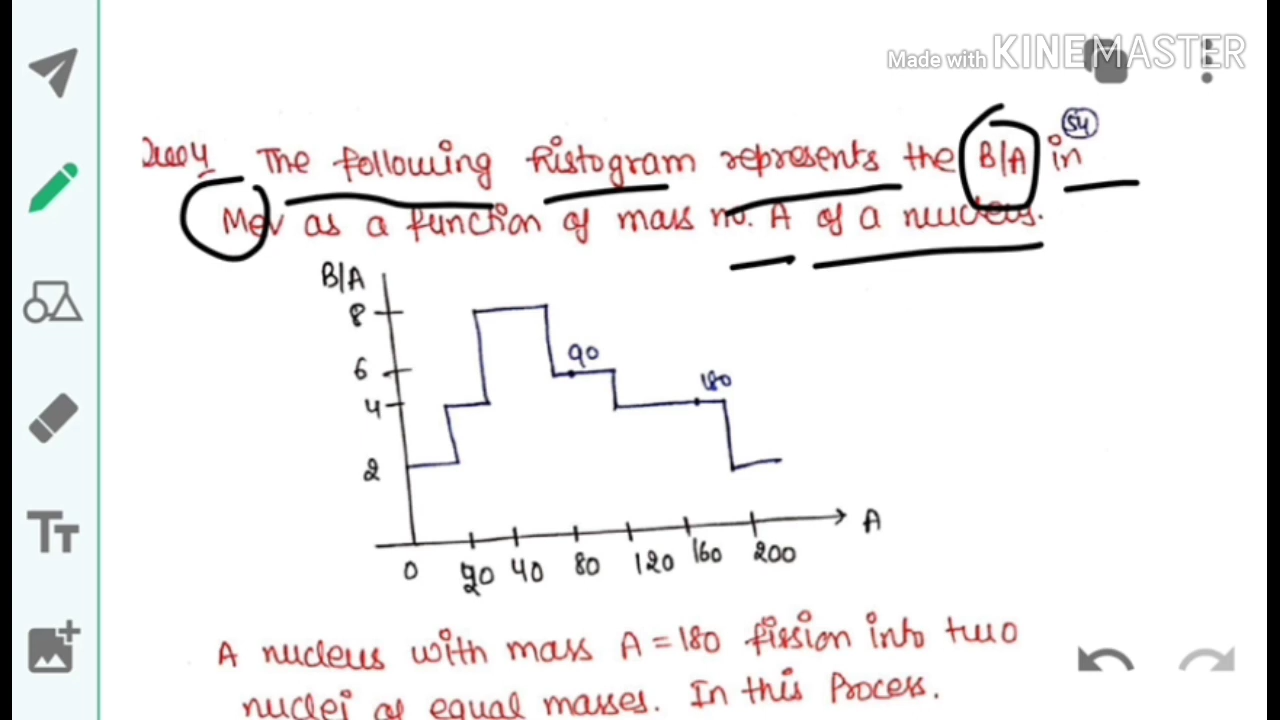 Made with KINEMASTER
54
The following histogram represents the B/A in
Mev as a function of mass no. A of a nucleus.
B/A
8
90
6
180
4
2
A
0 20 40 80 120 160 200
A nucleus with mass A = 180 fission into two
nuclei of equal masses. In this Process.
TT